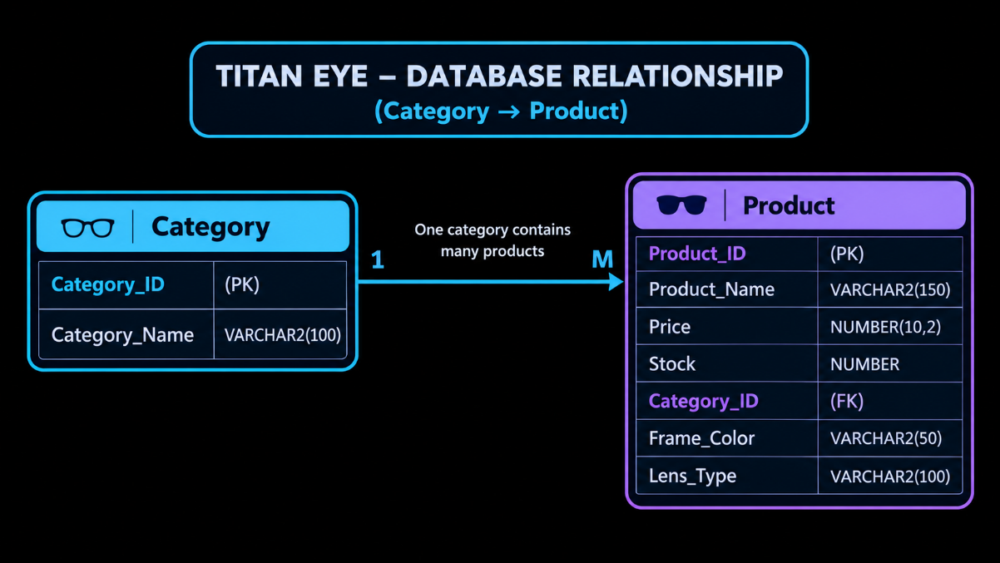 TITAN EYE – DATABASE RELATIONSHIP
(Category → Product)
Category
Category_ID (PK)
Category_Name VARCHAR2(100)
One category contains
many products
1 M
Product
Product_ID (PK)
Product_Name VARCHAR2(150)
Price NUMBER(10,2)
Stock NUMBER
Category_ID (FK)
Frame_Color VARCHAR2(50)
Lens_Type VARCHAR2(100)